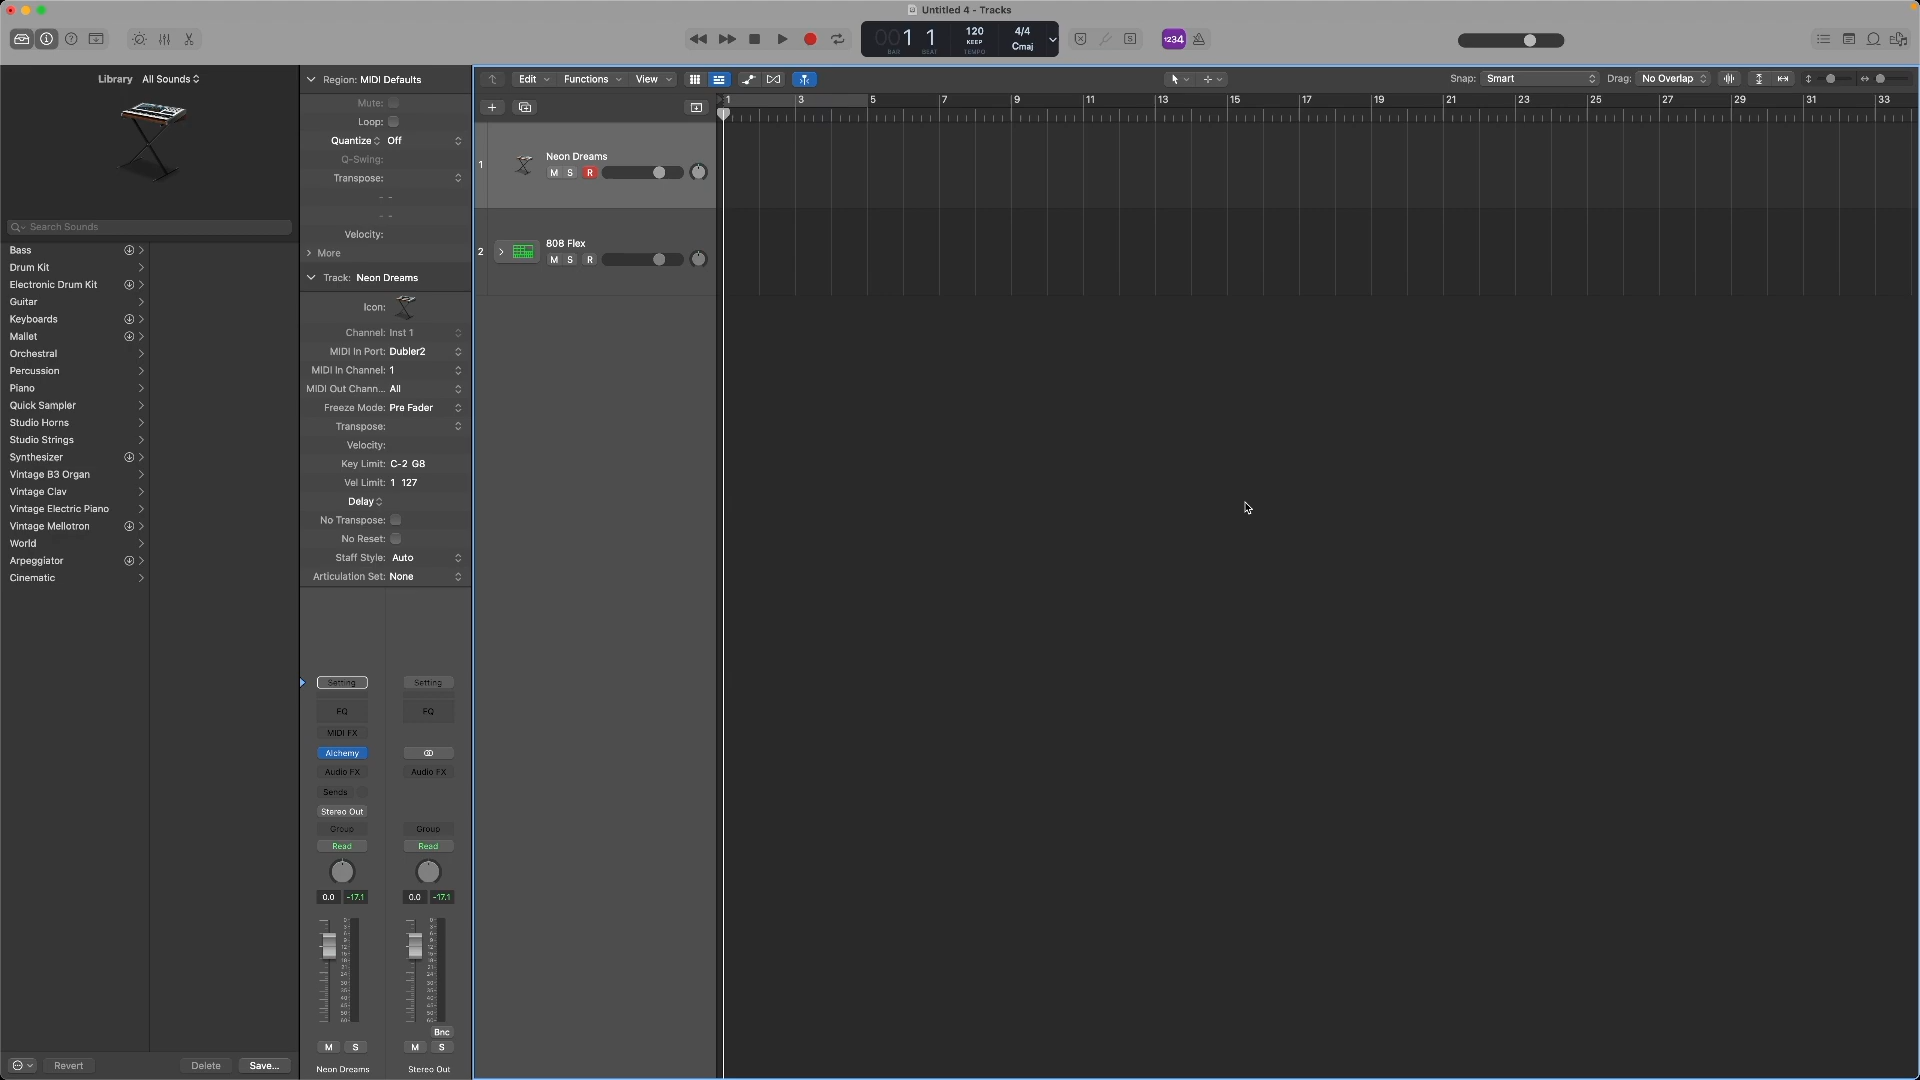 Untitled 4 - Tracks
001 1
BAR BEAT
120
KEEP
TEMPO
4/4
Cmaj
1234
Library All Sounds
Search Sounds
Bass
Drum Kit
Electronic Drum Kit
Guitar
Keyboards
Mallet
Orchestral
Percussion
Piano
Quick Sampler
Studio Horns
Studio Strings
Synthesizer
Vintage B3 Organ
Vintage Clav
Vintage Electric Piano
Vintage Mellotron
World
Arpeggiator
Cinematic
Revert
Delete
Save...
Region: MIDI Defaults
Mute:
Loop:
Quantize Off
Q-Swing:
Transpose:
- -
- -
Velocity:
More
Track: Neon Dreams
Icon:
Channel: Inst 1
MIDI In Port: Dubler2
MIDI In Channel: 1
MIDI Out Chann... All
Freeze Mode: Pre Fader
Transpose:
Velocity:
Key Limit: C-2 G8
Vel Limit: 1 127
Delay
No Transpose:
No Reset:
Staff Style: Auto
Articulation Set: None
Setting Setting
EQ EQ
MIDI FX
Alchemy
Audio FX Audio FX
Sends
Stereo Out
Group Group
Read Read
0.0 -17.1 0.0 -17.1
Bnc
M S M S
Neon Dreams Stereo Out
Edit Functions View
Snap: Smart Drag: No Overlap
1 3 5 7 9 11 13 15 17 19 21 23 25 27 29 31 33
1 Neon Dreams
M S R
2 808 Flex
M S R